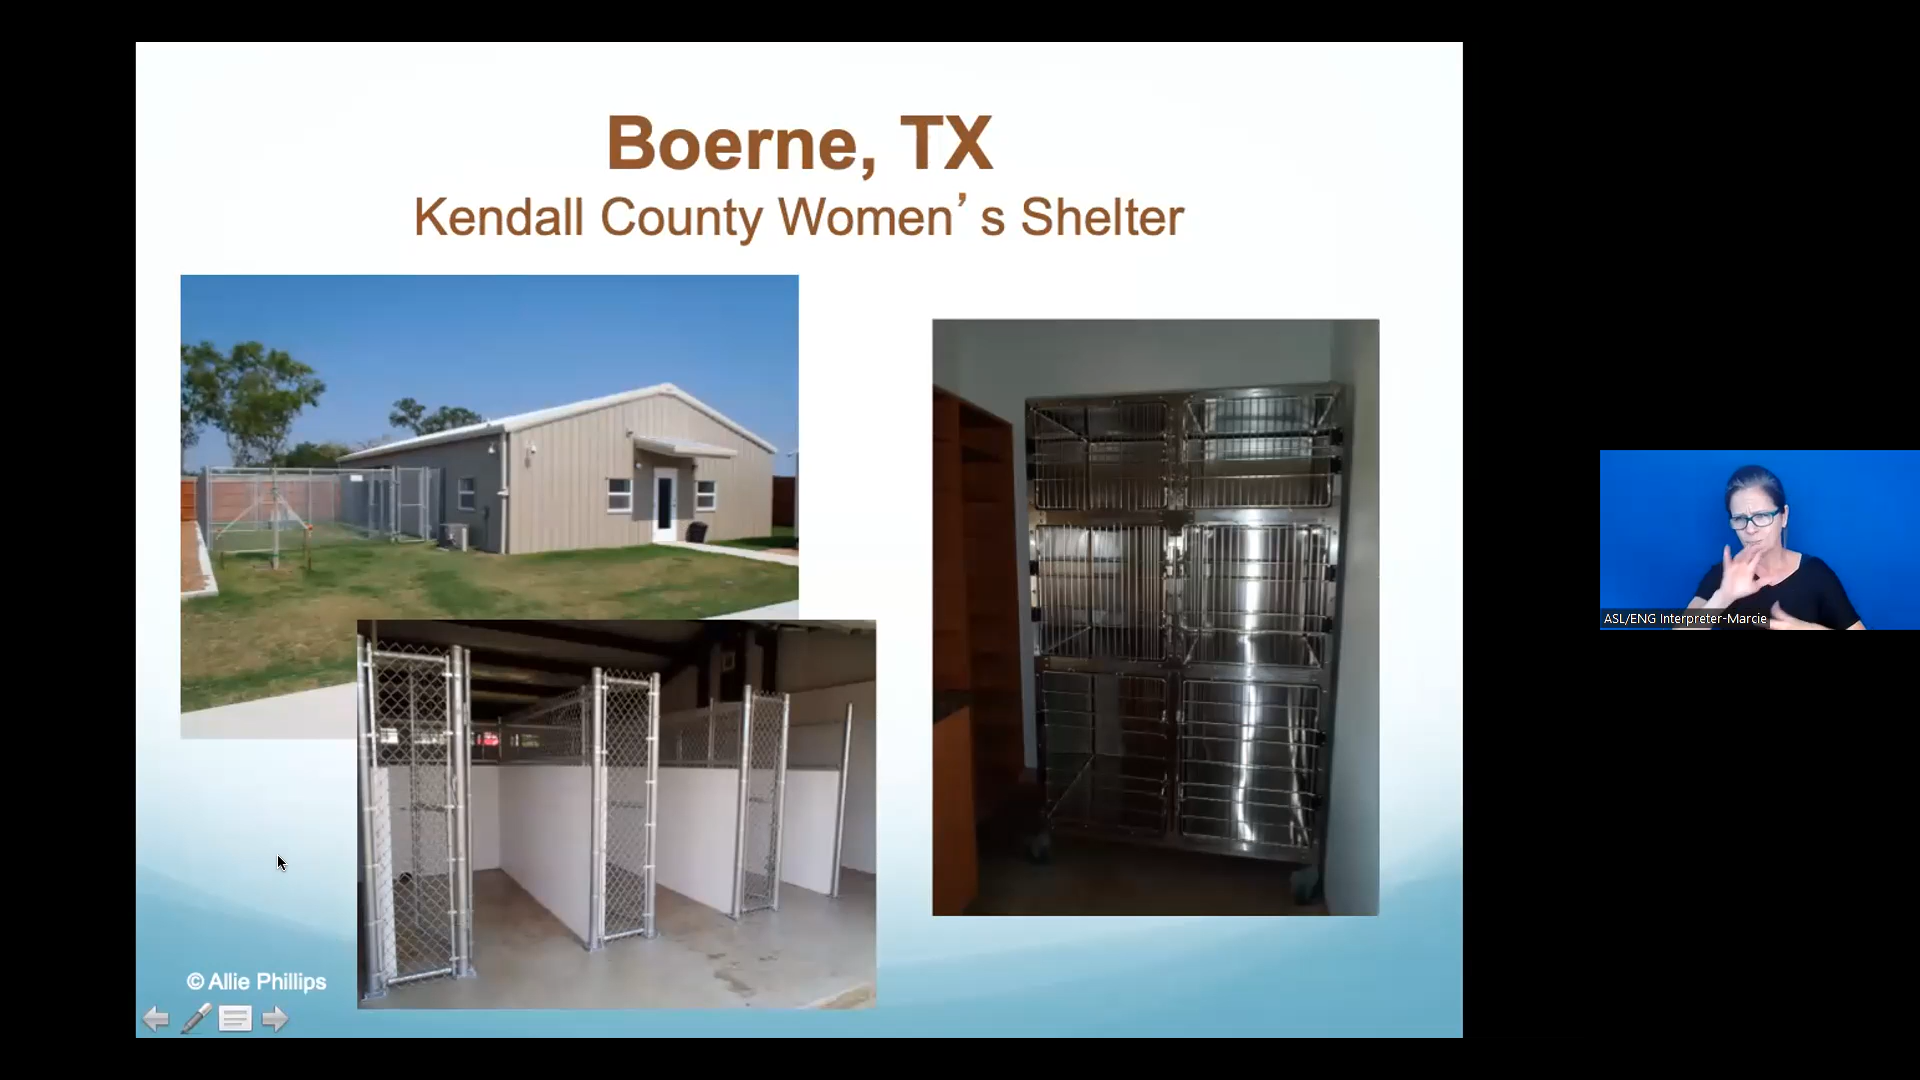 Boerne, TX
Kendall County Women’s Shelter
ASL/ENG Interpreter-Marcie
© Allie Phillips